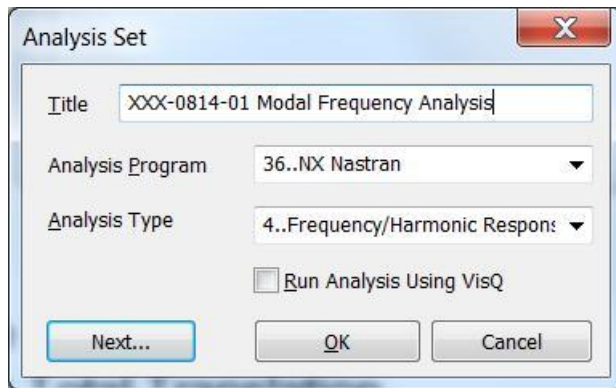 Analysis Set
Title XXX-0814-01 Modal Frequency Analysis
Analysis Program 36..NX Nastran
Analysis Type 4..Frequency/Harmonic Respons
Run Analysis Using VisQ
Next... OK Cancel